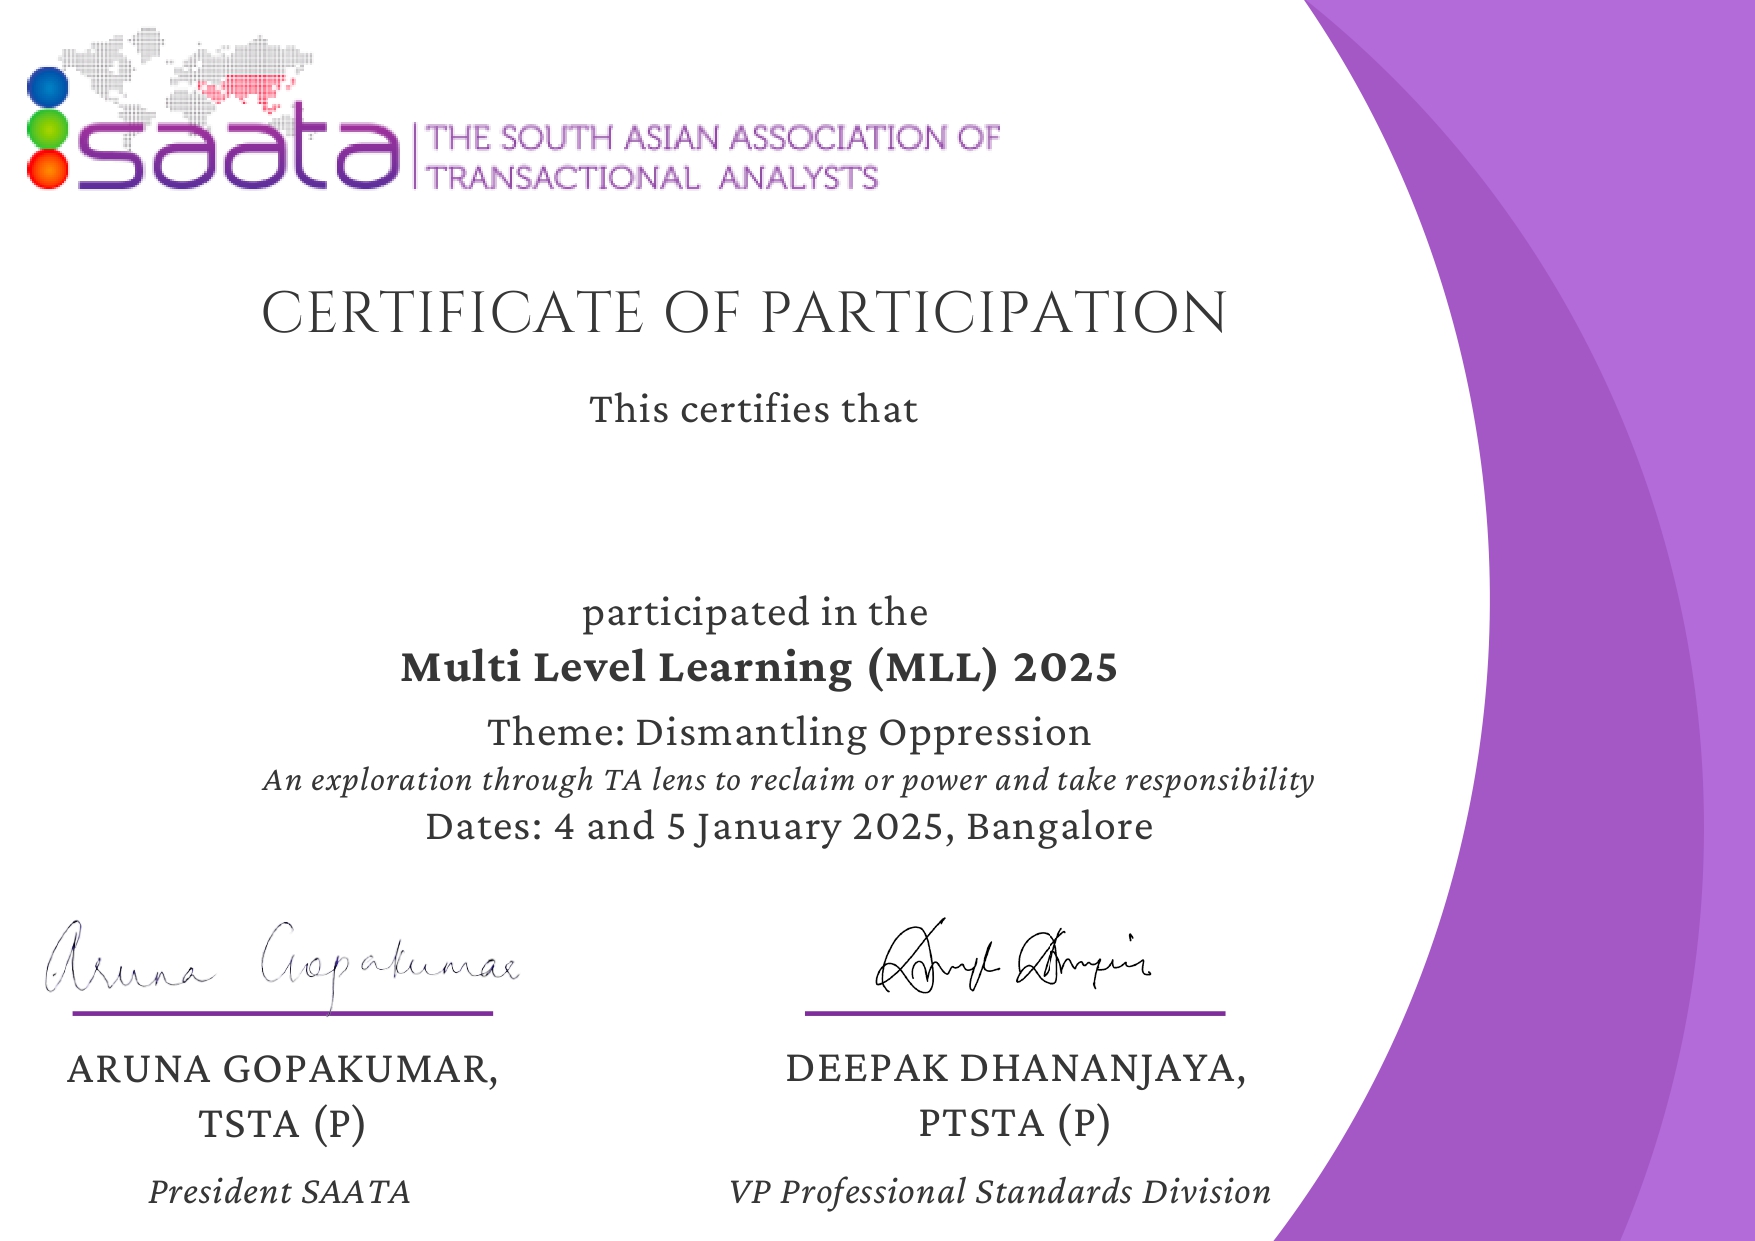 saata
THE SOUTH ASIAN ASSOCIATION OF
TRANSACTIONAL ANALYSTS
CERTIFICATE OF PARTICIPATION
This certifies that
participated in the
Multi Level Learning (MLL) 2025
Theme: Dismantling Oppression
An exploration through TA lens to reclaim or power and take responsibility
Dates: 4 and 5 January 2025, Bangalore
Aruna Gopakumar
ARUNA GOPAKUMAR,
TSTA (P)
President SAATA
DEEPAK DHANANJAYA,
PTSTA (P)
VP Professional Standards Division